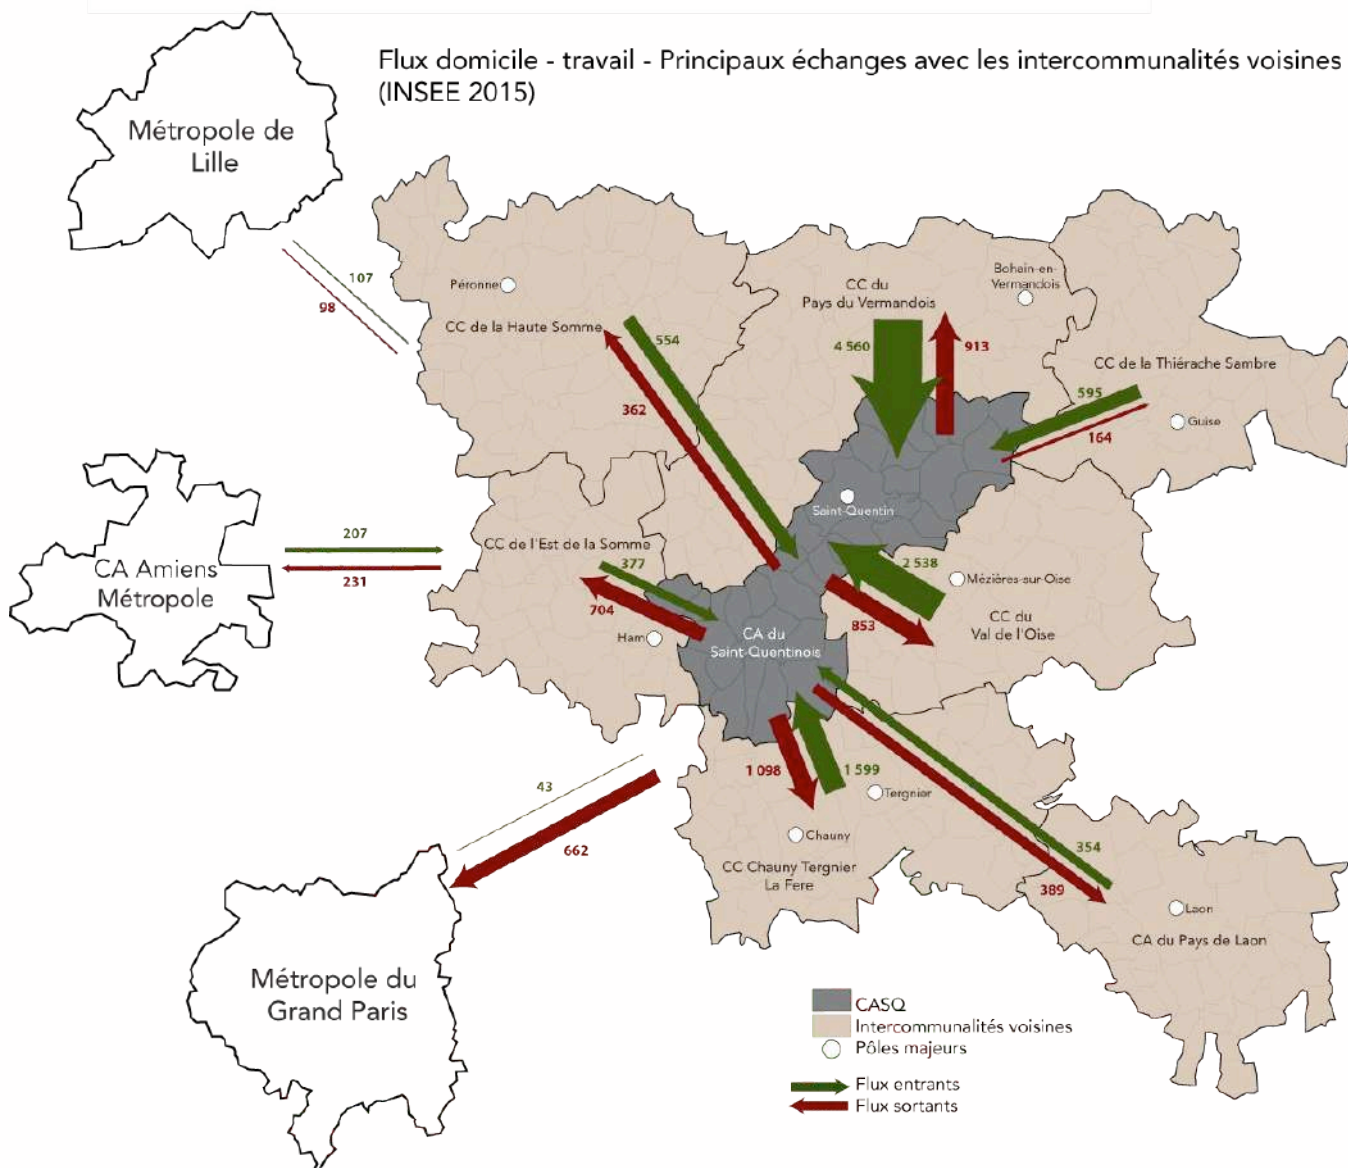 Flux domicile - travail - Principaux échanges avec les intercommunalités voisines
(INSEE 2015)
Métropole de
Lille
107
98
Péronne
CC de la Haute Somme
554
362
CC du
Pays du Vermandois
Bohain-en-
Vermandois
4 560
913
CC de la Thiérache Sambre
595
164
Guise
Saint-Quentin
CA Amiens
Métropole
207
231
CC de l'Est de la Somme
377
704
Ham
CA du
Saint-Quentinois
2 538
853
Mézières-sur-Oise
CC du
Val de l'Oise
43
662
1 098
1 599
Tergnier
Chauny
CC Chauny Tergnier
La Fere
354
389
Laon
CA du Pays de Laon
Métropole du
Grand Paris
CASQ
Intercommunalités voisines
Pôles majeurs
Flux entrants
Flux sortants